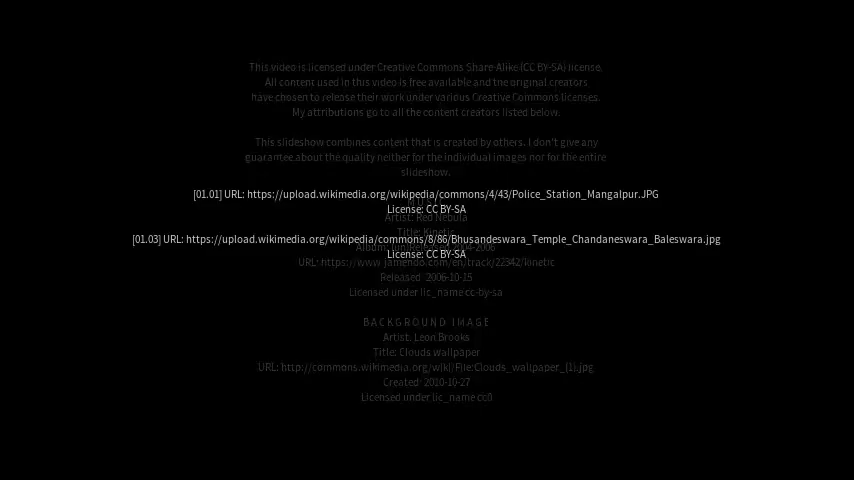 This video is licensed under Creative Commons Share-Alike (CC BY-SA) license.
All content used in this video is free available and the original creators
have chosen to release their work under various Creative Commons licenses.
My attributions go to all the content creators listed below.
This slideshow combines content that is created by others. I don't give any
guarantee about the quality neither for the individual images nor for the entire
slideshow.
[01.01] URL: https://upload.wikimedia.org/wikipedia/commons/4/43/Police_Station_Mangalpur.JPG
License: CC BY-SA
Artist: Red Nebula
Title: Kinetic
[01.03] URL: https://upload.wikimedia.org/wikipedia/commons/8/86/Bhusandeswara_Temple_Chandaneswara_Baleswara.jpg
License: CC BY-SA
URL: https://www.jamendo.com/en/track/22342/kinetic
Released: 2006-10-15
Licensed under lic_name cc-by-sa
BACKGROUND IMAGE
Artist: Leon Brooks
Title: Clouds wallpaper
URL: http://commons.wikimedia.org/wiki/File:Clouds_wallpaper_(1).jpg
Created: 2010-10-27
Licensed under lic_name cc0